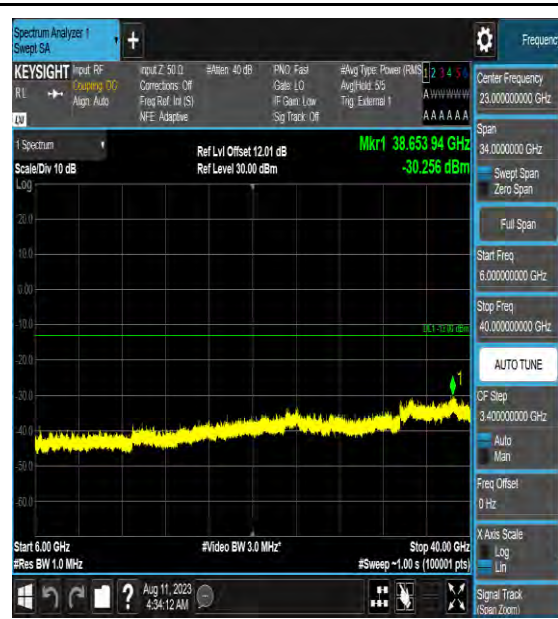 Spectrum Analyzer 1
Swept SA
Frequenc
KEYSIGHT
Input: RF
Input Z: 50 Ω
#Atten: 40 dB
PNO: Fast
#Avg Type: Power (RMS
1 2 3 4 5 6
RL
Coupling: DC
Corrections: Off
Gate: LO
Avg|Hold: 5/5
A W W W W W
Align: Auto
Freq Ref: Int (S)
IF Gain: Low
Trig: External 1
NFE: Adaptive
Sig Track: Off
A A A A A A
1 Spectrum
Ref Lvl Offset 12.01 dB
Mkr1 38.653 94 GHz
Scale/Div 10 dB
Ref Level 30.00 dBm
-30.256 dBm
Log
20.0
10.0
0.00
-10.0
DL1 -13.00 dBm
-20.0
1
-30.0
-40.0
-50.0
-60.0
Start 6.00 GHz
#Video BW 3.0 MHz*
Stop 40.00 GHz
#Res BW 1.0 MHz
#Sweep ~1.00 s (100001 pts)
Center Frequency
23.000000000 GHz
Span
34.0000000 GHz
Swept Span
Zero Span
Full Span
Start Freq
6.000000000 GHz
Stop Freq
40.000000000 GHz
AUTO TUNE
CF Step
3.400000000 GHz
Auto
Man
Freq Offset
0 Hz
X Axis Scale
Log
Lin
Signal Track
(Span Zoom)
?
Aug 11, 2023
4:34:12 AM